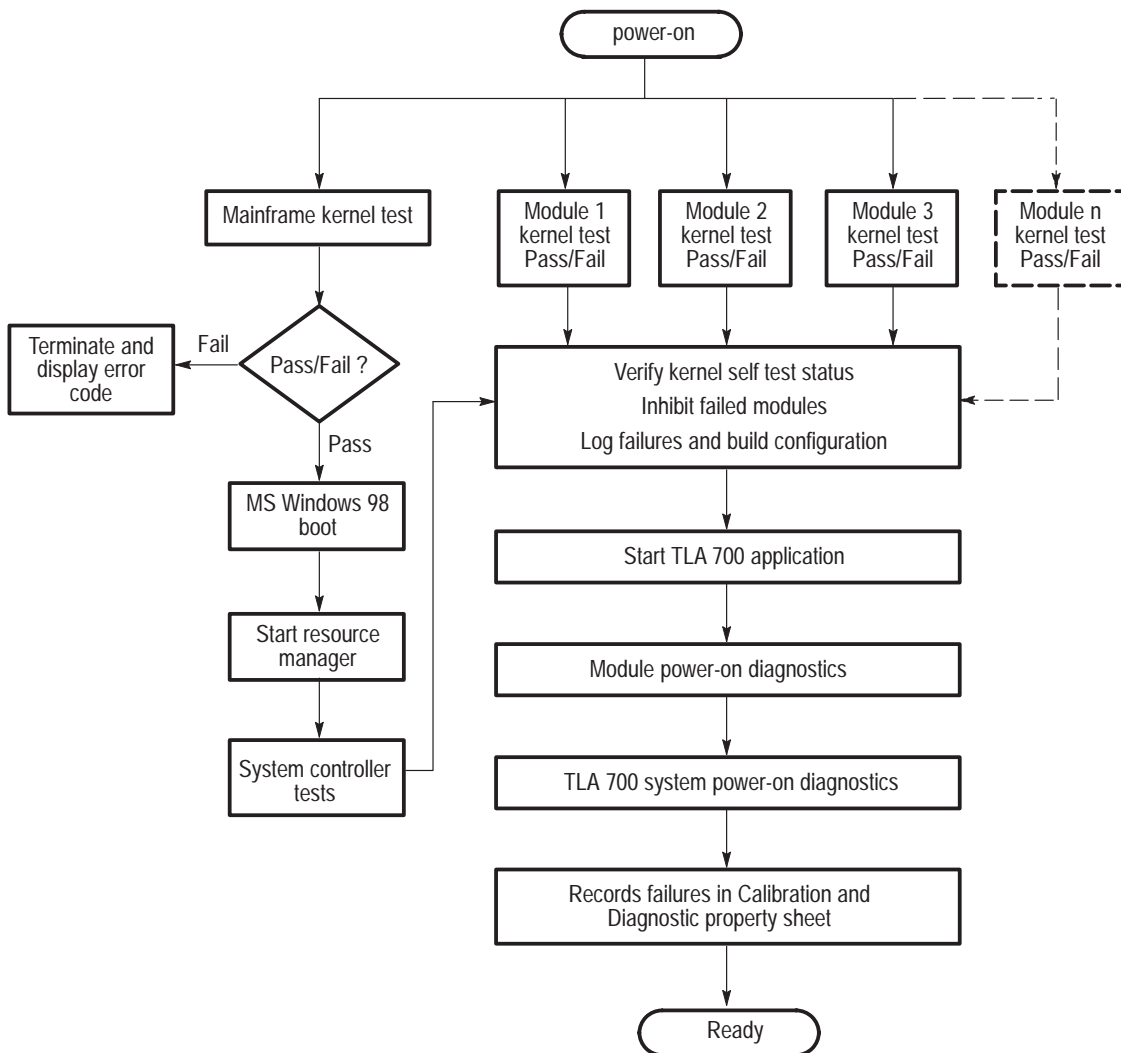 power-on
Mainframe kernel test
Module 1
kernel test
Pass/Fail
Module 2
kernel test
Pass/Fail
Module 3
kernel test
Pass/Fail
Module n
kernel test
Pass/Fail
Terminate and
display error
code
Fail
Pass/Fail ?
Pass
MS Windows 98
boot
Start resource
manager
System controller
tests
Verify kernel self test status
Inhibit failed modules
Log failures and build configuration
Start TLA 700 application
Module power-on diagnostics
TLA 700 system power-on diagnostics
Records failures in Calibration and
Diagnostic property sheet
Ready